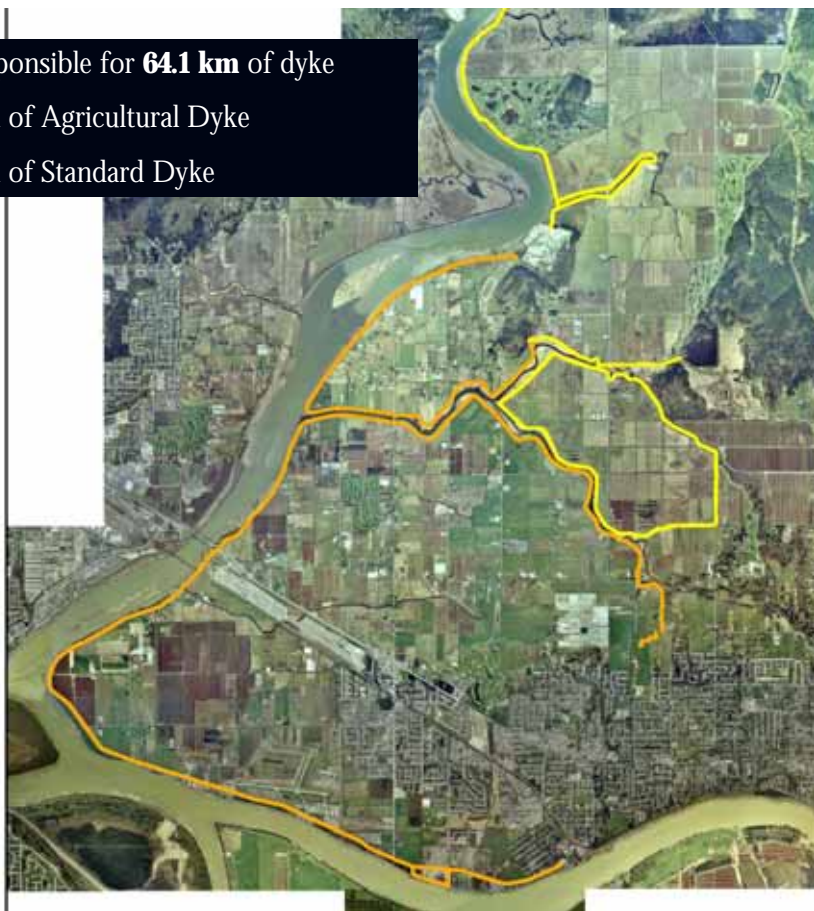 ponsible for 64.1 km of dyke
of Agricultural Dyke
of Standard Dyke